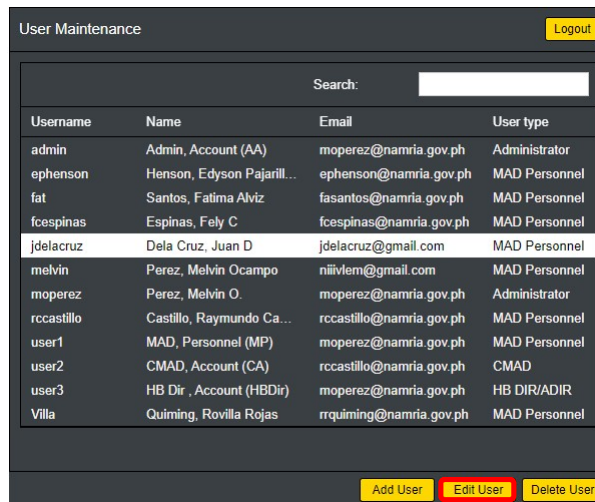 User Maintenance Logout
Search:
Username Name Email User type
admin Admin, Account (AA) moperez@namria.gov.ph Administrator
ephenson Henson, Edyson Pajarill... ephenson@namria.gov.ph MAD Personnel
fat Santos, Fatima Alviz fasantos@namria.gov.ph MAD Personnel
fcespinas Espinas, Fely C fcespinas@namria.gov.ph MAD Personnel
jdelacruz Dela Cruz, Juan D jdelacruz@gmail.com MAD Personnel
melvin Perez, Melvin Ocampo niiivlem@gmail.com MAD Personnel
moperez Perez, Melvin O. moperez@namria.gov.ph Administrator
rccastillo Castillo, Raymundo Ca... rccastillo@namria.gov.ph MAD Personnel
user1 MAD, Personnel (MP) moperez@namria.gov.ph MAD Personnel
user2 CMAD, Account (CA) rccastillo@namria.gov.ph CMAD
user3 HB Dir , Account (HBDir) moperez@namria.gov.ph HB DIR/ADIR
Villa Quiming, Rovilla Rojas rrquiming@namria.gov.ph MAD Personnel
Add User Edit User Delete User